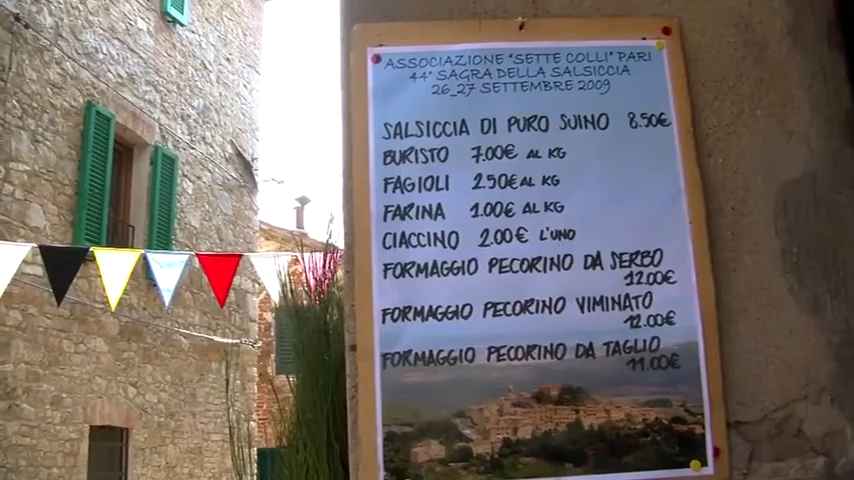 ASSOCIAZIONE "SETTE COLLI" PARI
44° SAGRA DELLA SALSICCIA
26_27 SETTEMBRE 2009
SALSICCIA DI PURO SUINO 8.50€
BURISTO 7.00€ AL KG
FAGIOLI 2.50€ AL KG
FARINA 1.00€ AL KG
CIACCINO 2.00€ L'UNO
FORMAGGIO PECORINO DA SERBO
12.00€
FORMAGGIO PECORINO VIMINATO
12.00€
FORMAGGIO PECORINO DA TAGLIO
11.00€